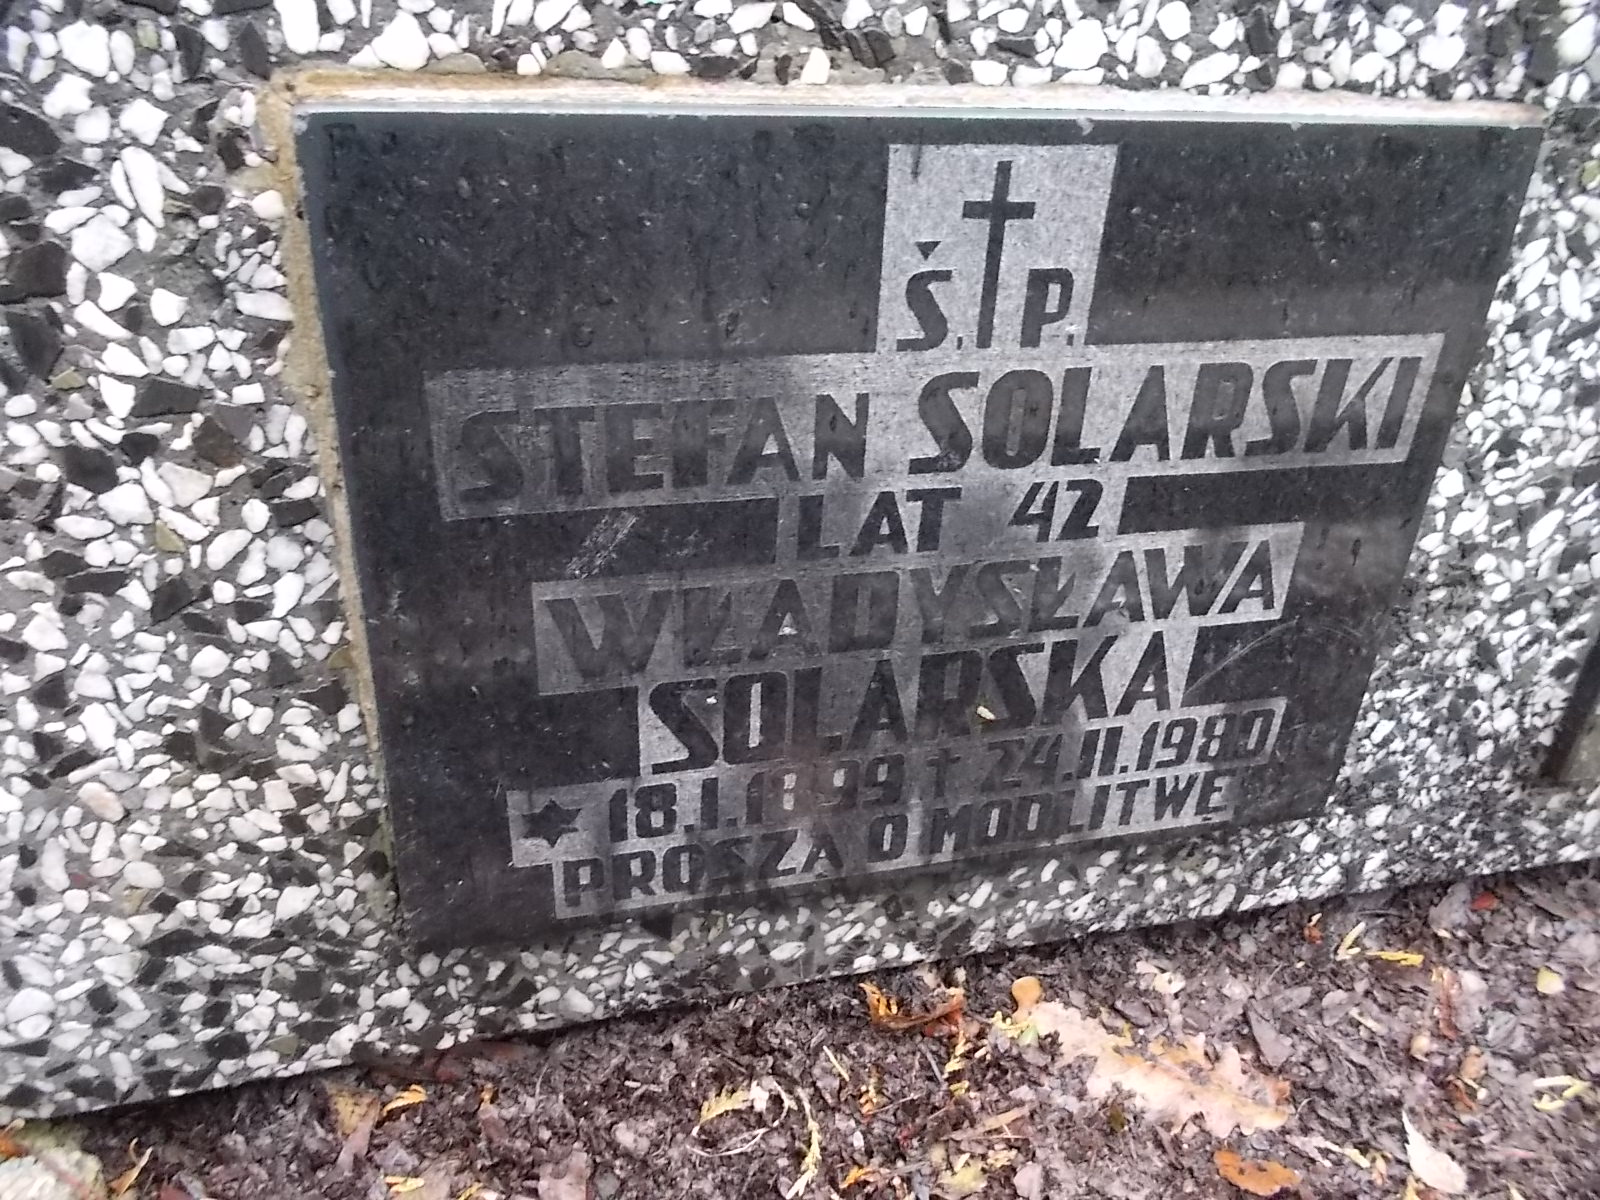 Ś. P.
STEFAN SOLARSKI
LAT 42
WŁADYSŁAWA
SOLARSKA
18.I.1899 † 24.II.1980
PROSZĄ O MODLITWĘ